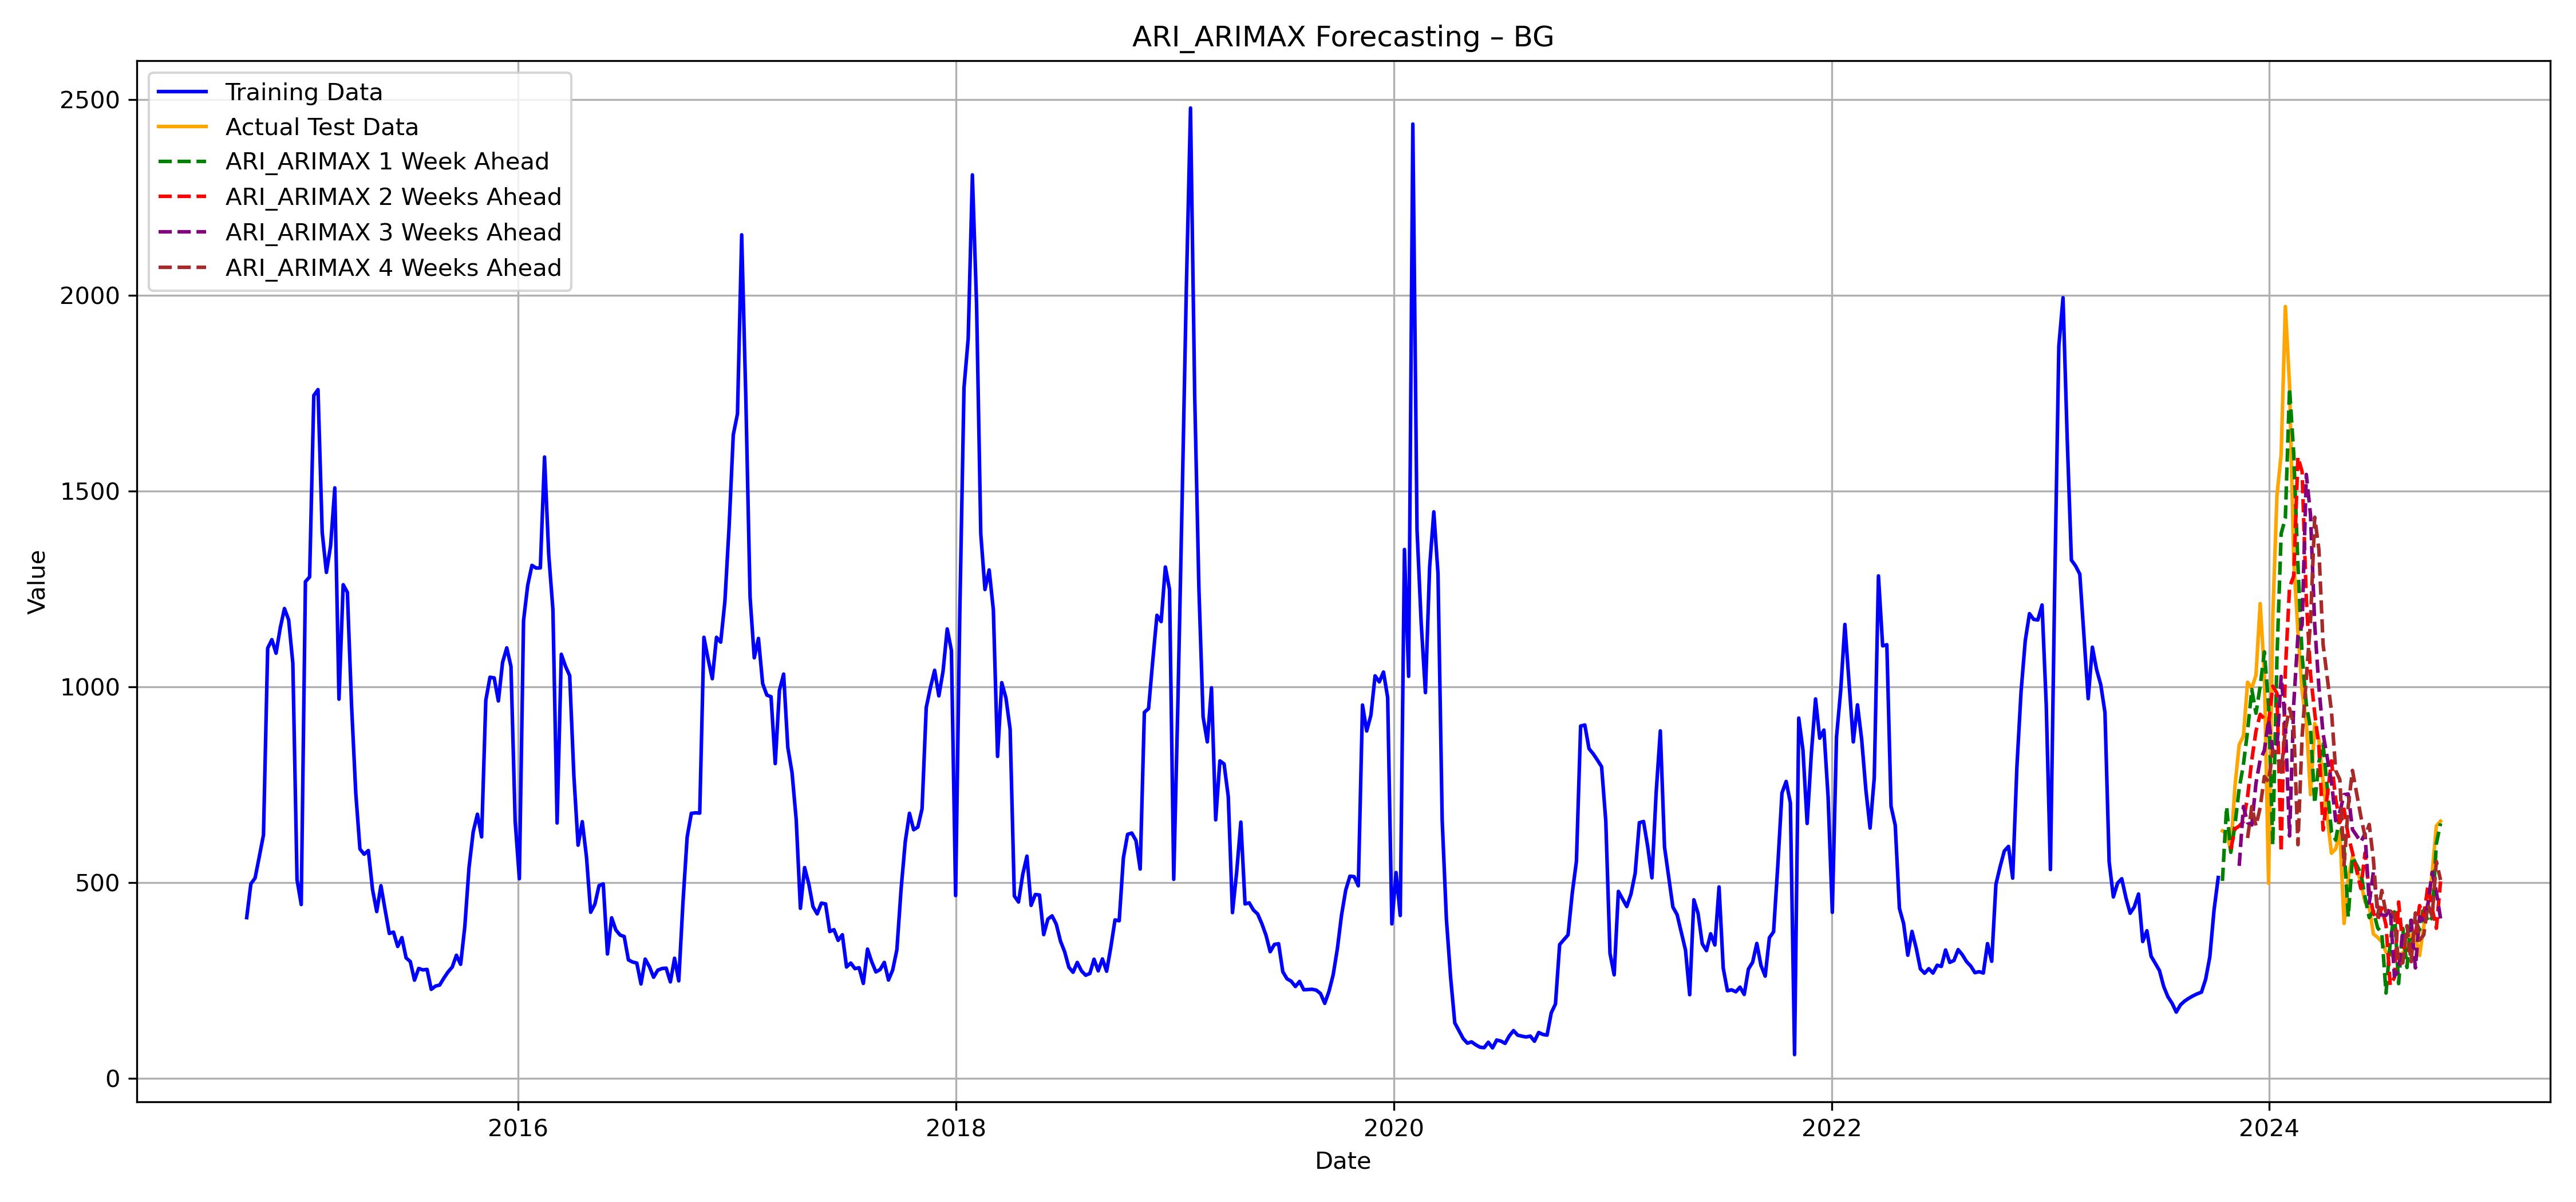 ARI_ARIMAX Forecasting – BG
Training Data
Actual Test Data
ARI_ARIMAX 1 Week Ahead
ARI_ARIMAX 2 Weeks Ahead
ARI_ARIMAX 3 Weeks Ahead
ARI_ARIMAX 4 Weeks Ahead
2500
2000
1500
1000
500
0
Value
2016
2018
2020
2022
2024
Date